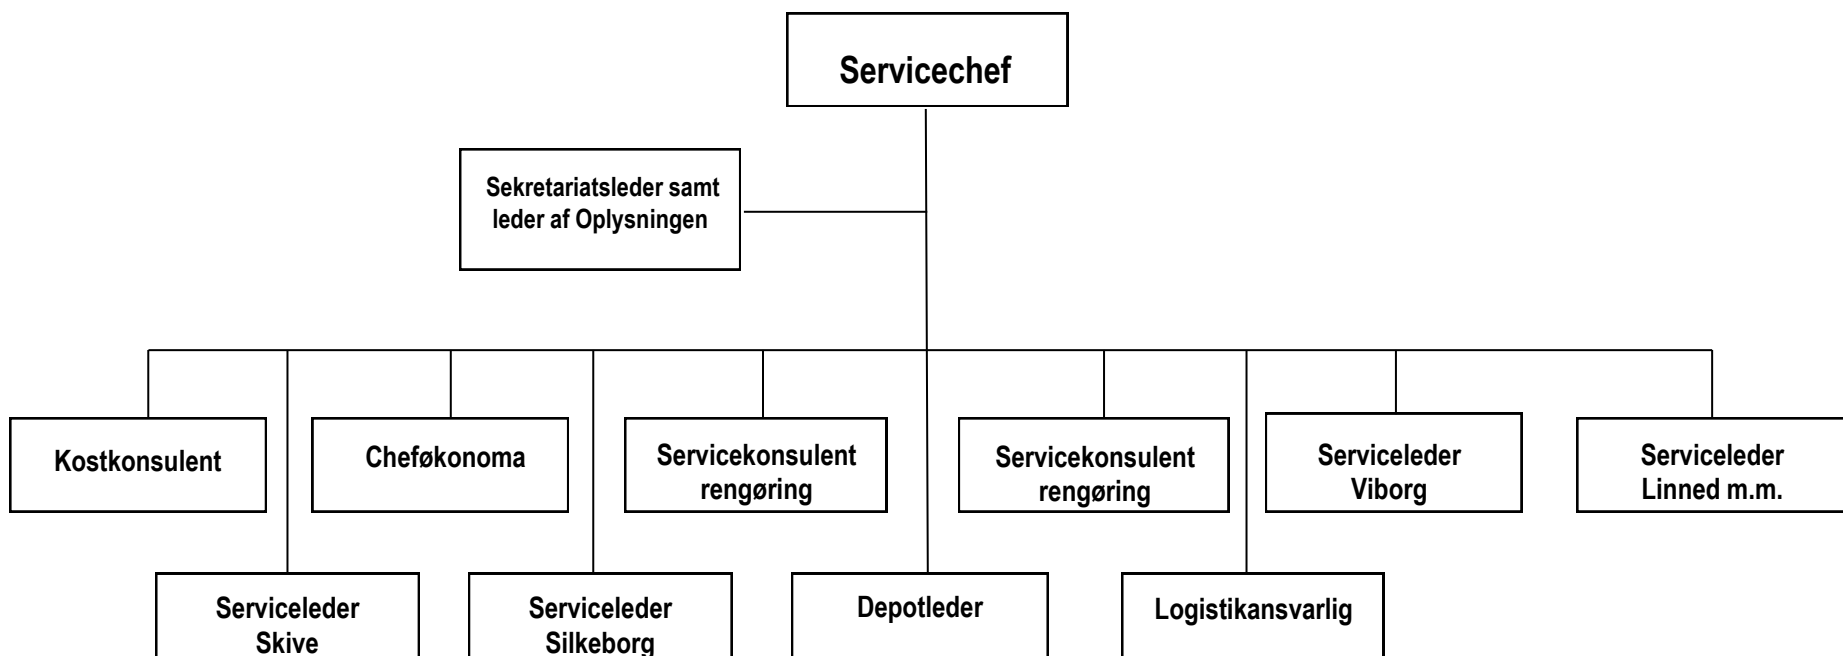 Servicechef
Sekretariatsleder samt
leder af Oplysningen
Kostkonsulent
Cheføkonoma
Servicekonsulent
rengøring
Servicekonsulent
rengøring
Serviceleder
Viborg
Serviceleder
Linned m.m.
Serviceleder
Skive
Serviceleder
Silkeborg
Depotleder
Logistikansvarlig